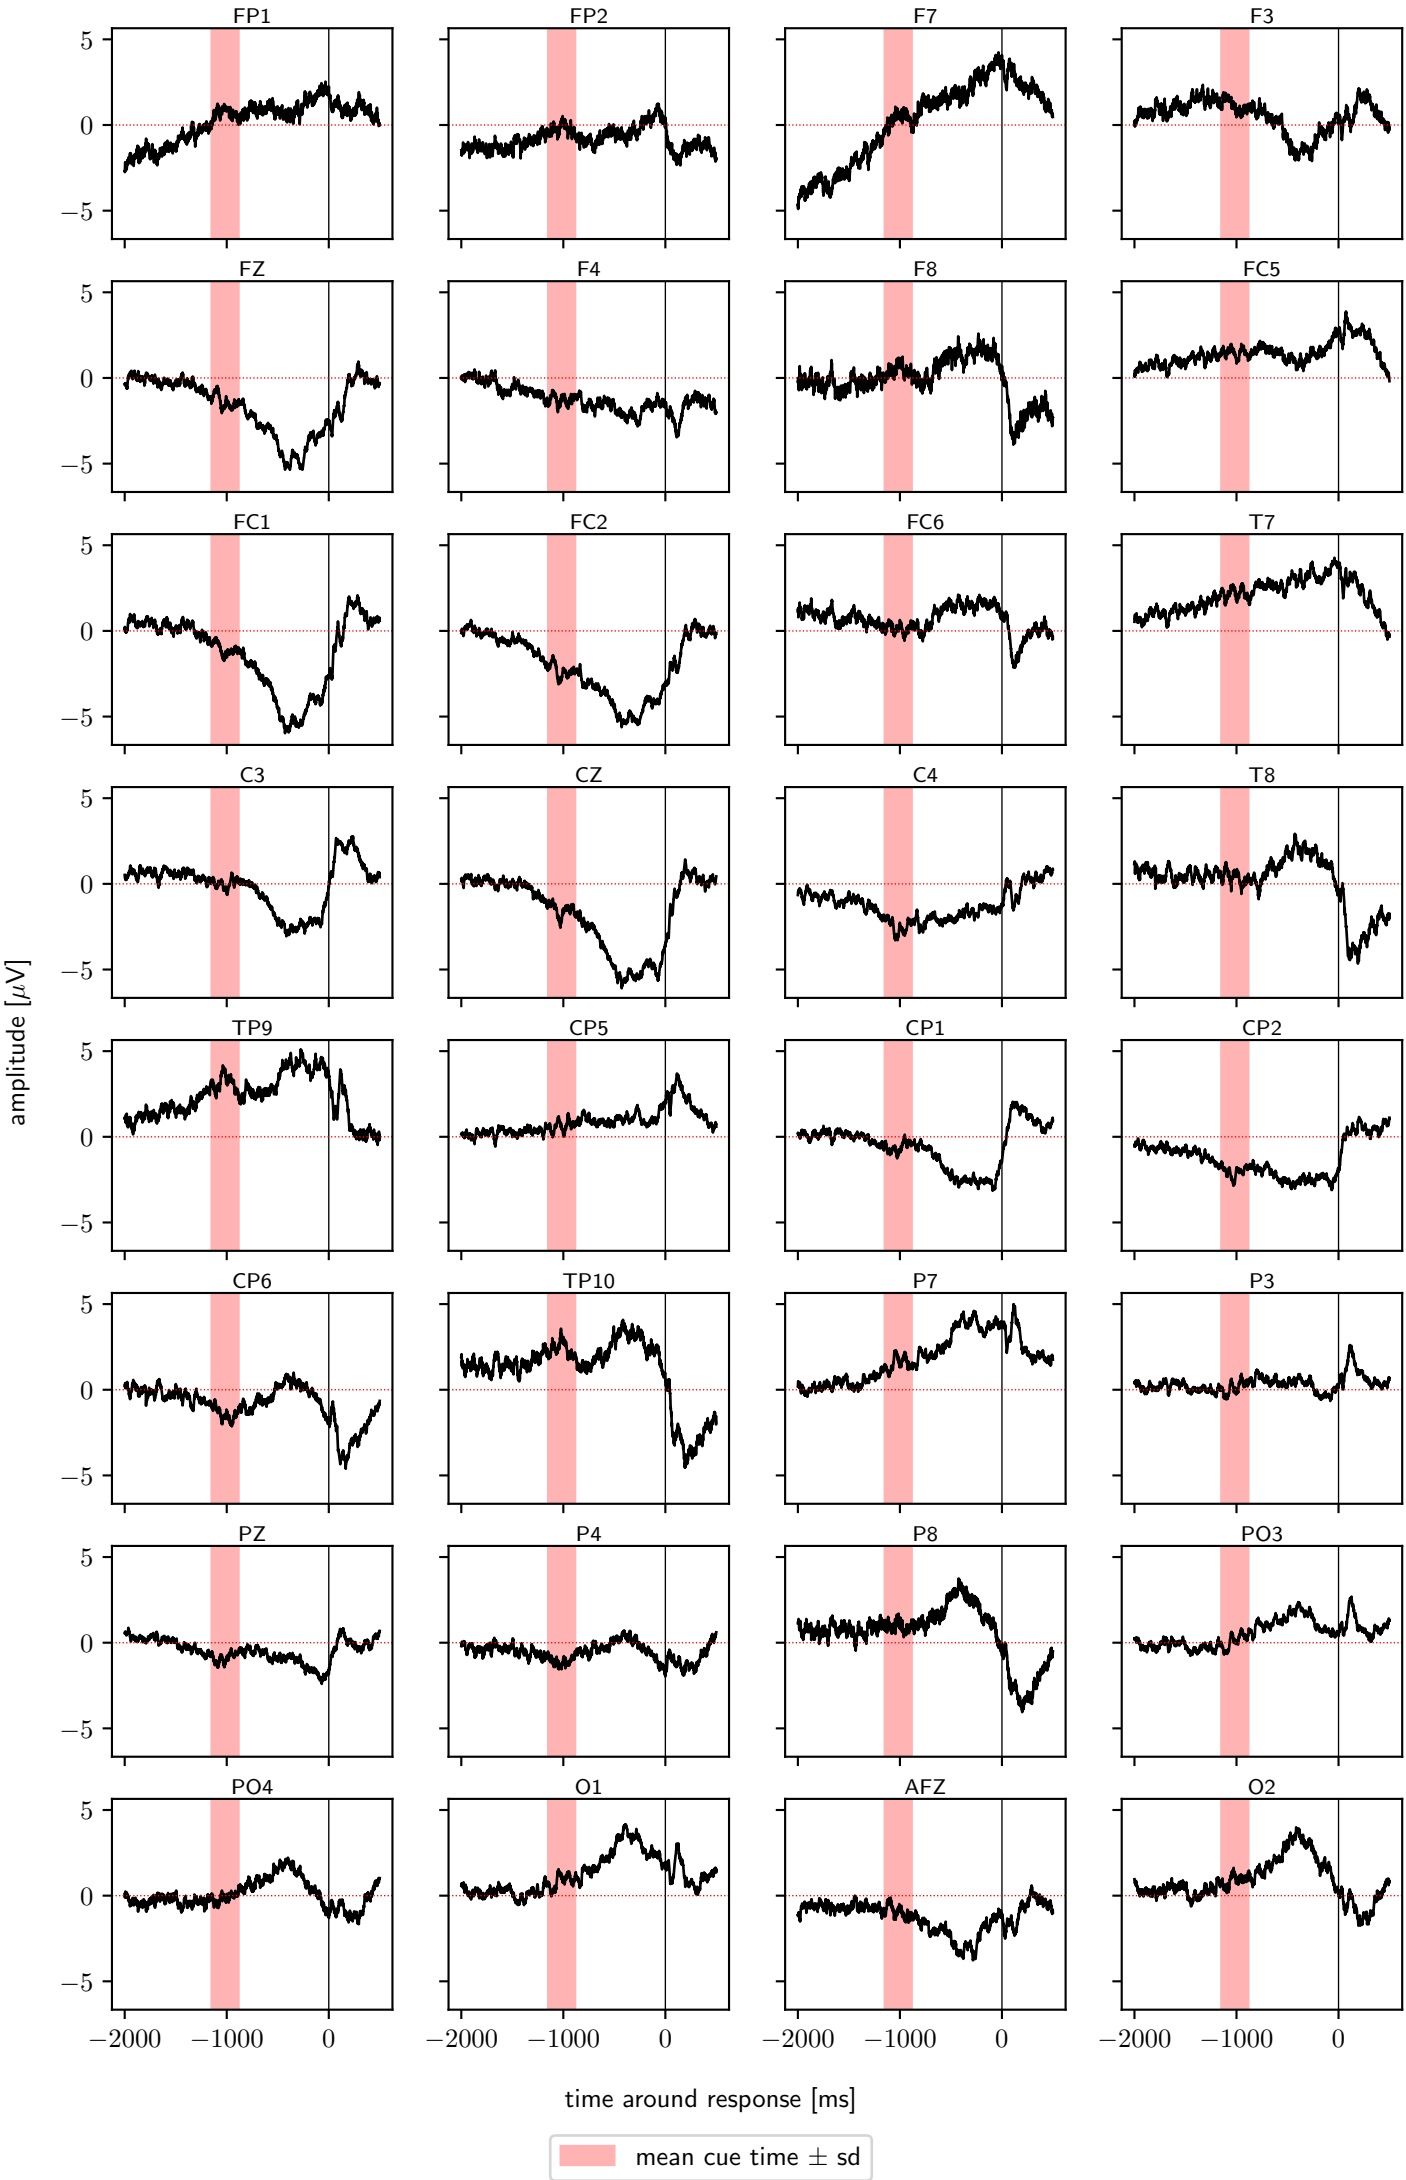 FP1 FP2 F7 F3
5
0
−5
FZ F4 F8 FC5
5
0
−5
FC1 FC2 FC6 T7
5
0
−5
C3 CZ C4 T8
5
0
−5
amplitude [μV]
TP9 CP5 CP1 CP2
5
0
−5
CP6 TP10 P7 P3
5
0
−5
PZ P4 P8 PO3
5
0
−5
PO4 O1 AFZ O2
5
0
−5
−2000 −1000 0 −2000 −1000 0 −2000 −1000 0 −2000 −1000 0
time around response [ms]
mean cue time ± sd